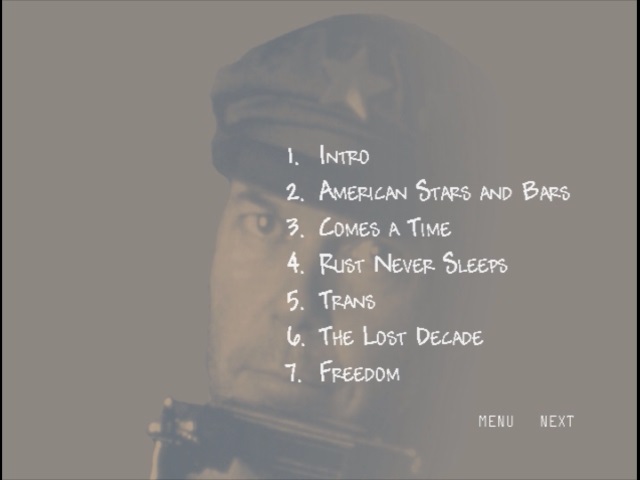 1. Intro
2. American Stars and Bars
3. Comes a Time
4. Rust Never Sleeps
5. Trans
6. The Lost Decade
7. Freedom
MENU NEXT